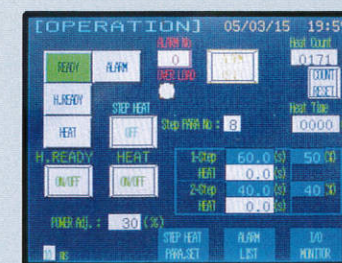 [OPERATION] 05/03/15 19:59
ALARM No. Heat Count
READY ALARM 0 0171
OVER LOAD COUNT
RESET
H.READY STEP HEAT Heat Time
HEAT OFF Step PARA No : 8 0000
H.READY HEAT 1-Step 60.0 (s) 50 (%)
ON/OFF ON/OFF HEAT 0.0 (s)
2-Step 40.0 (s) 40 (%)
HEAT 0.0 (s)
POWER Adj. : 30 (%)
STEP HEAT ALARM I/O
PARA.SET LIST MONITOR